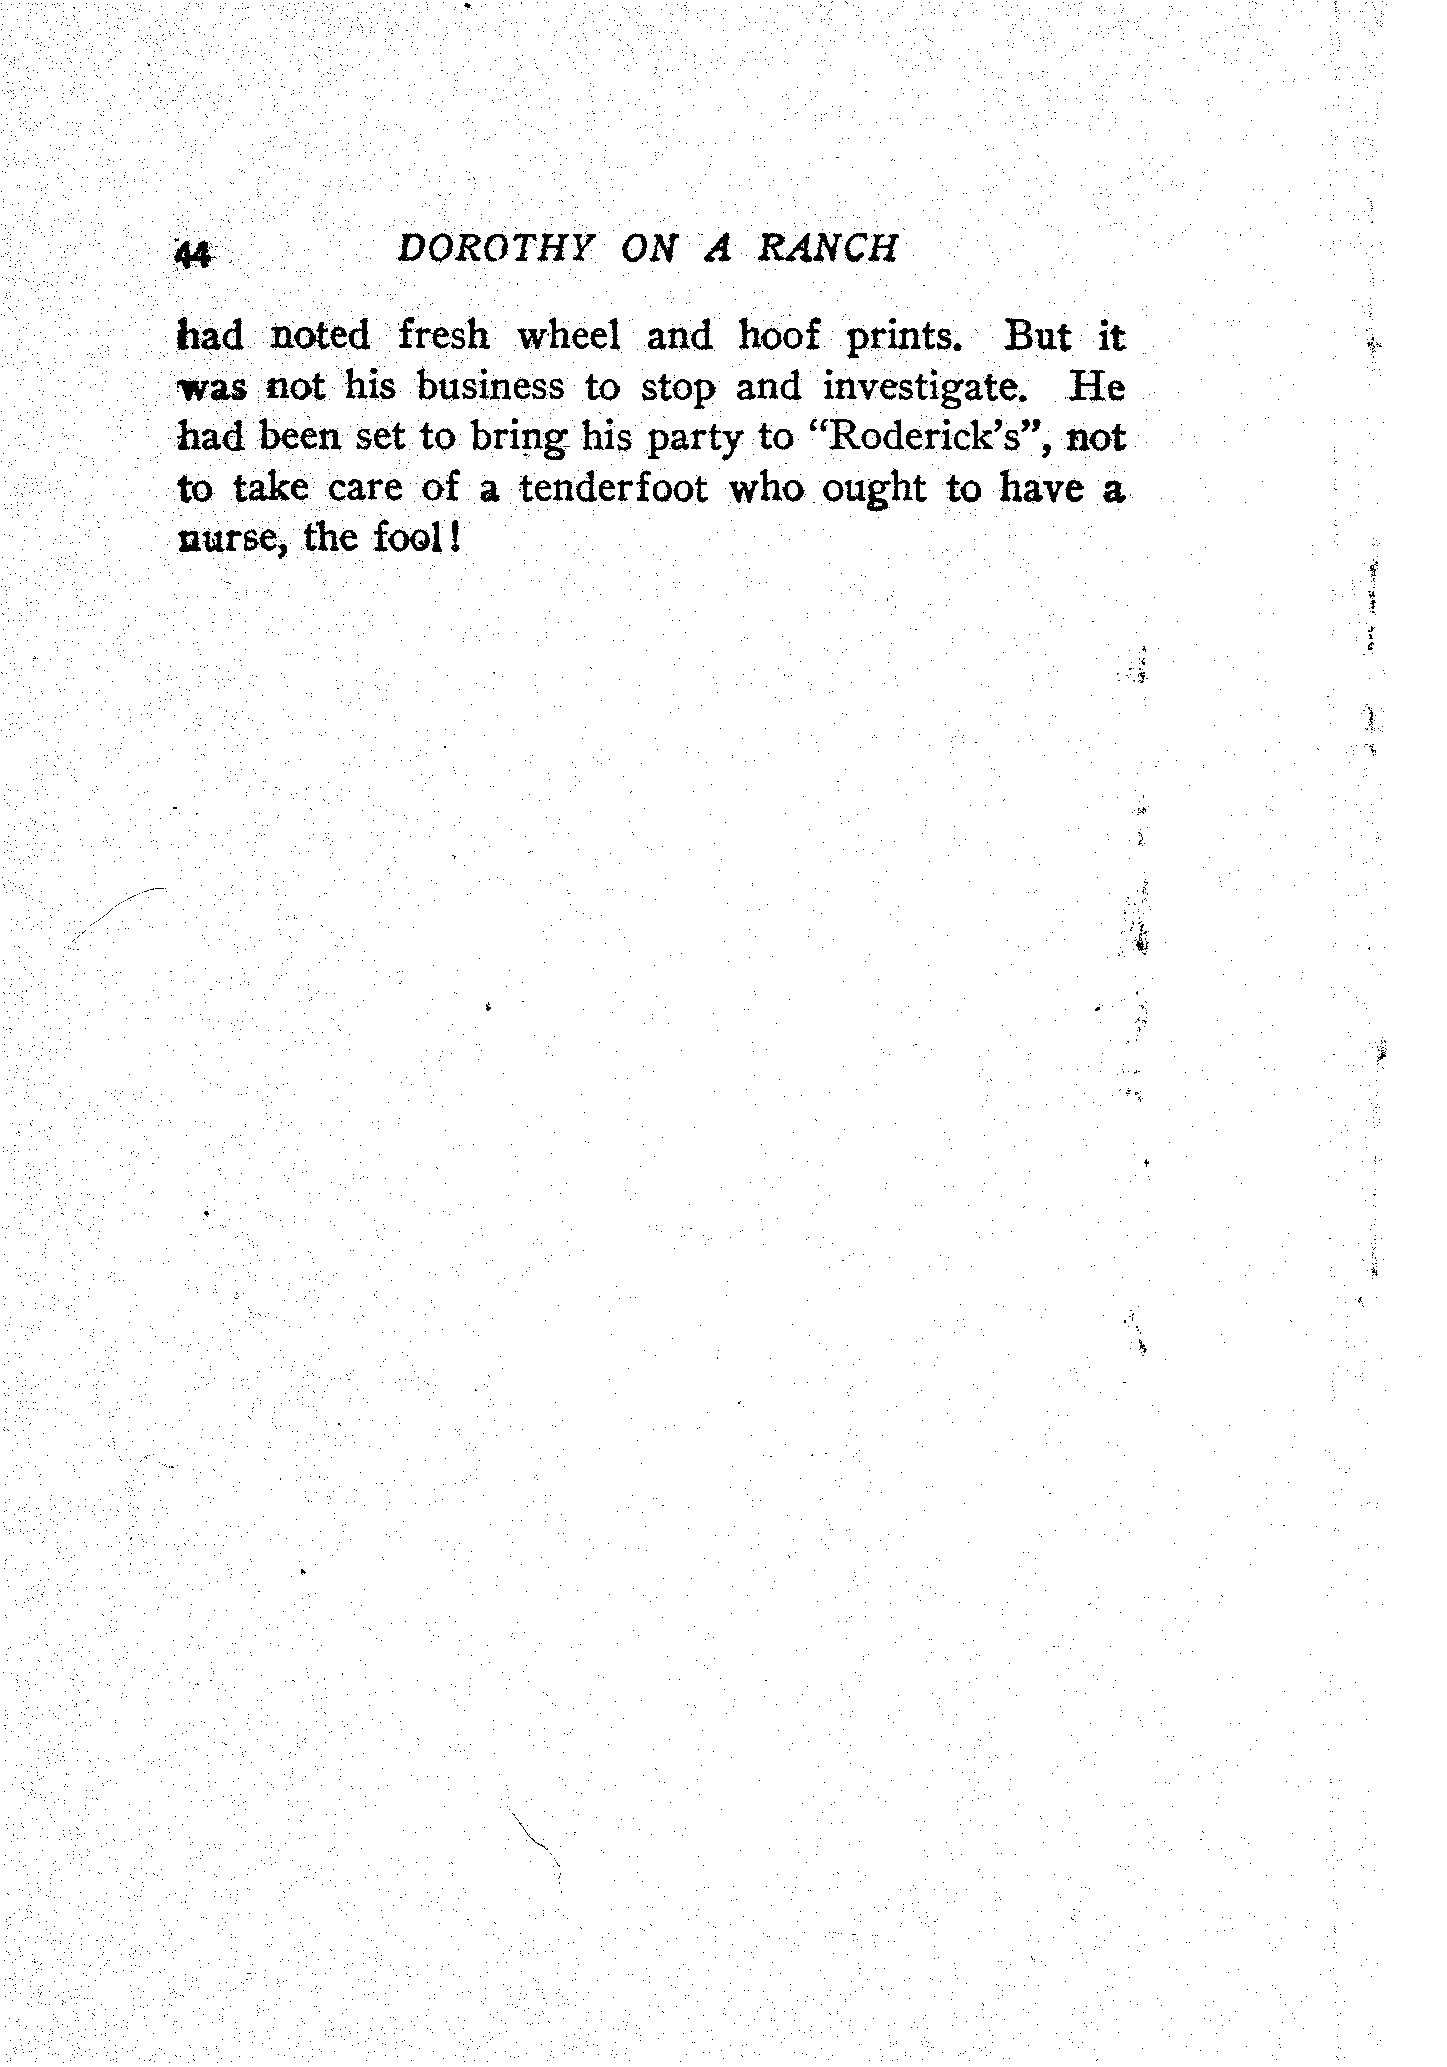 44 DOROTHY ON A RANCH
had noted fresh wheel and hoof prints. But it
was not his business to stop and investigate. He
had been set to bring his party to “Roderick’s”, not
to take care of a tenderfoot who ought to have a
nurse, the fool!